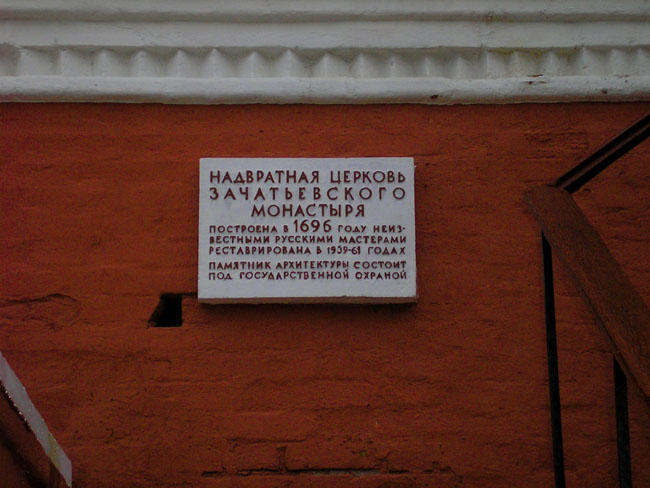 НАДВРАТНАЯ ЦЕРКОВЬ
ЗАЧАТЬЕВСКОГО
МОНАСТЫРЯ
ПОСТРОЕНА В 1696 ГОДУ НЕИЗ-
ВЕСТНЫМИ РУССКИМИ МАСТЕРАМИ
РЕСТАВРИРОВАНА В 1959-61 ГОДАХ
ПАМЯТНИК АРХИТЕКТУРЫ СОСТОИТ
ПОД ГОСУДАРСТВЕННОЙ ОХРАНОЙ